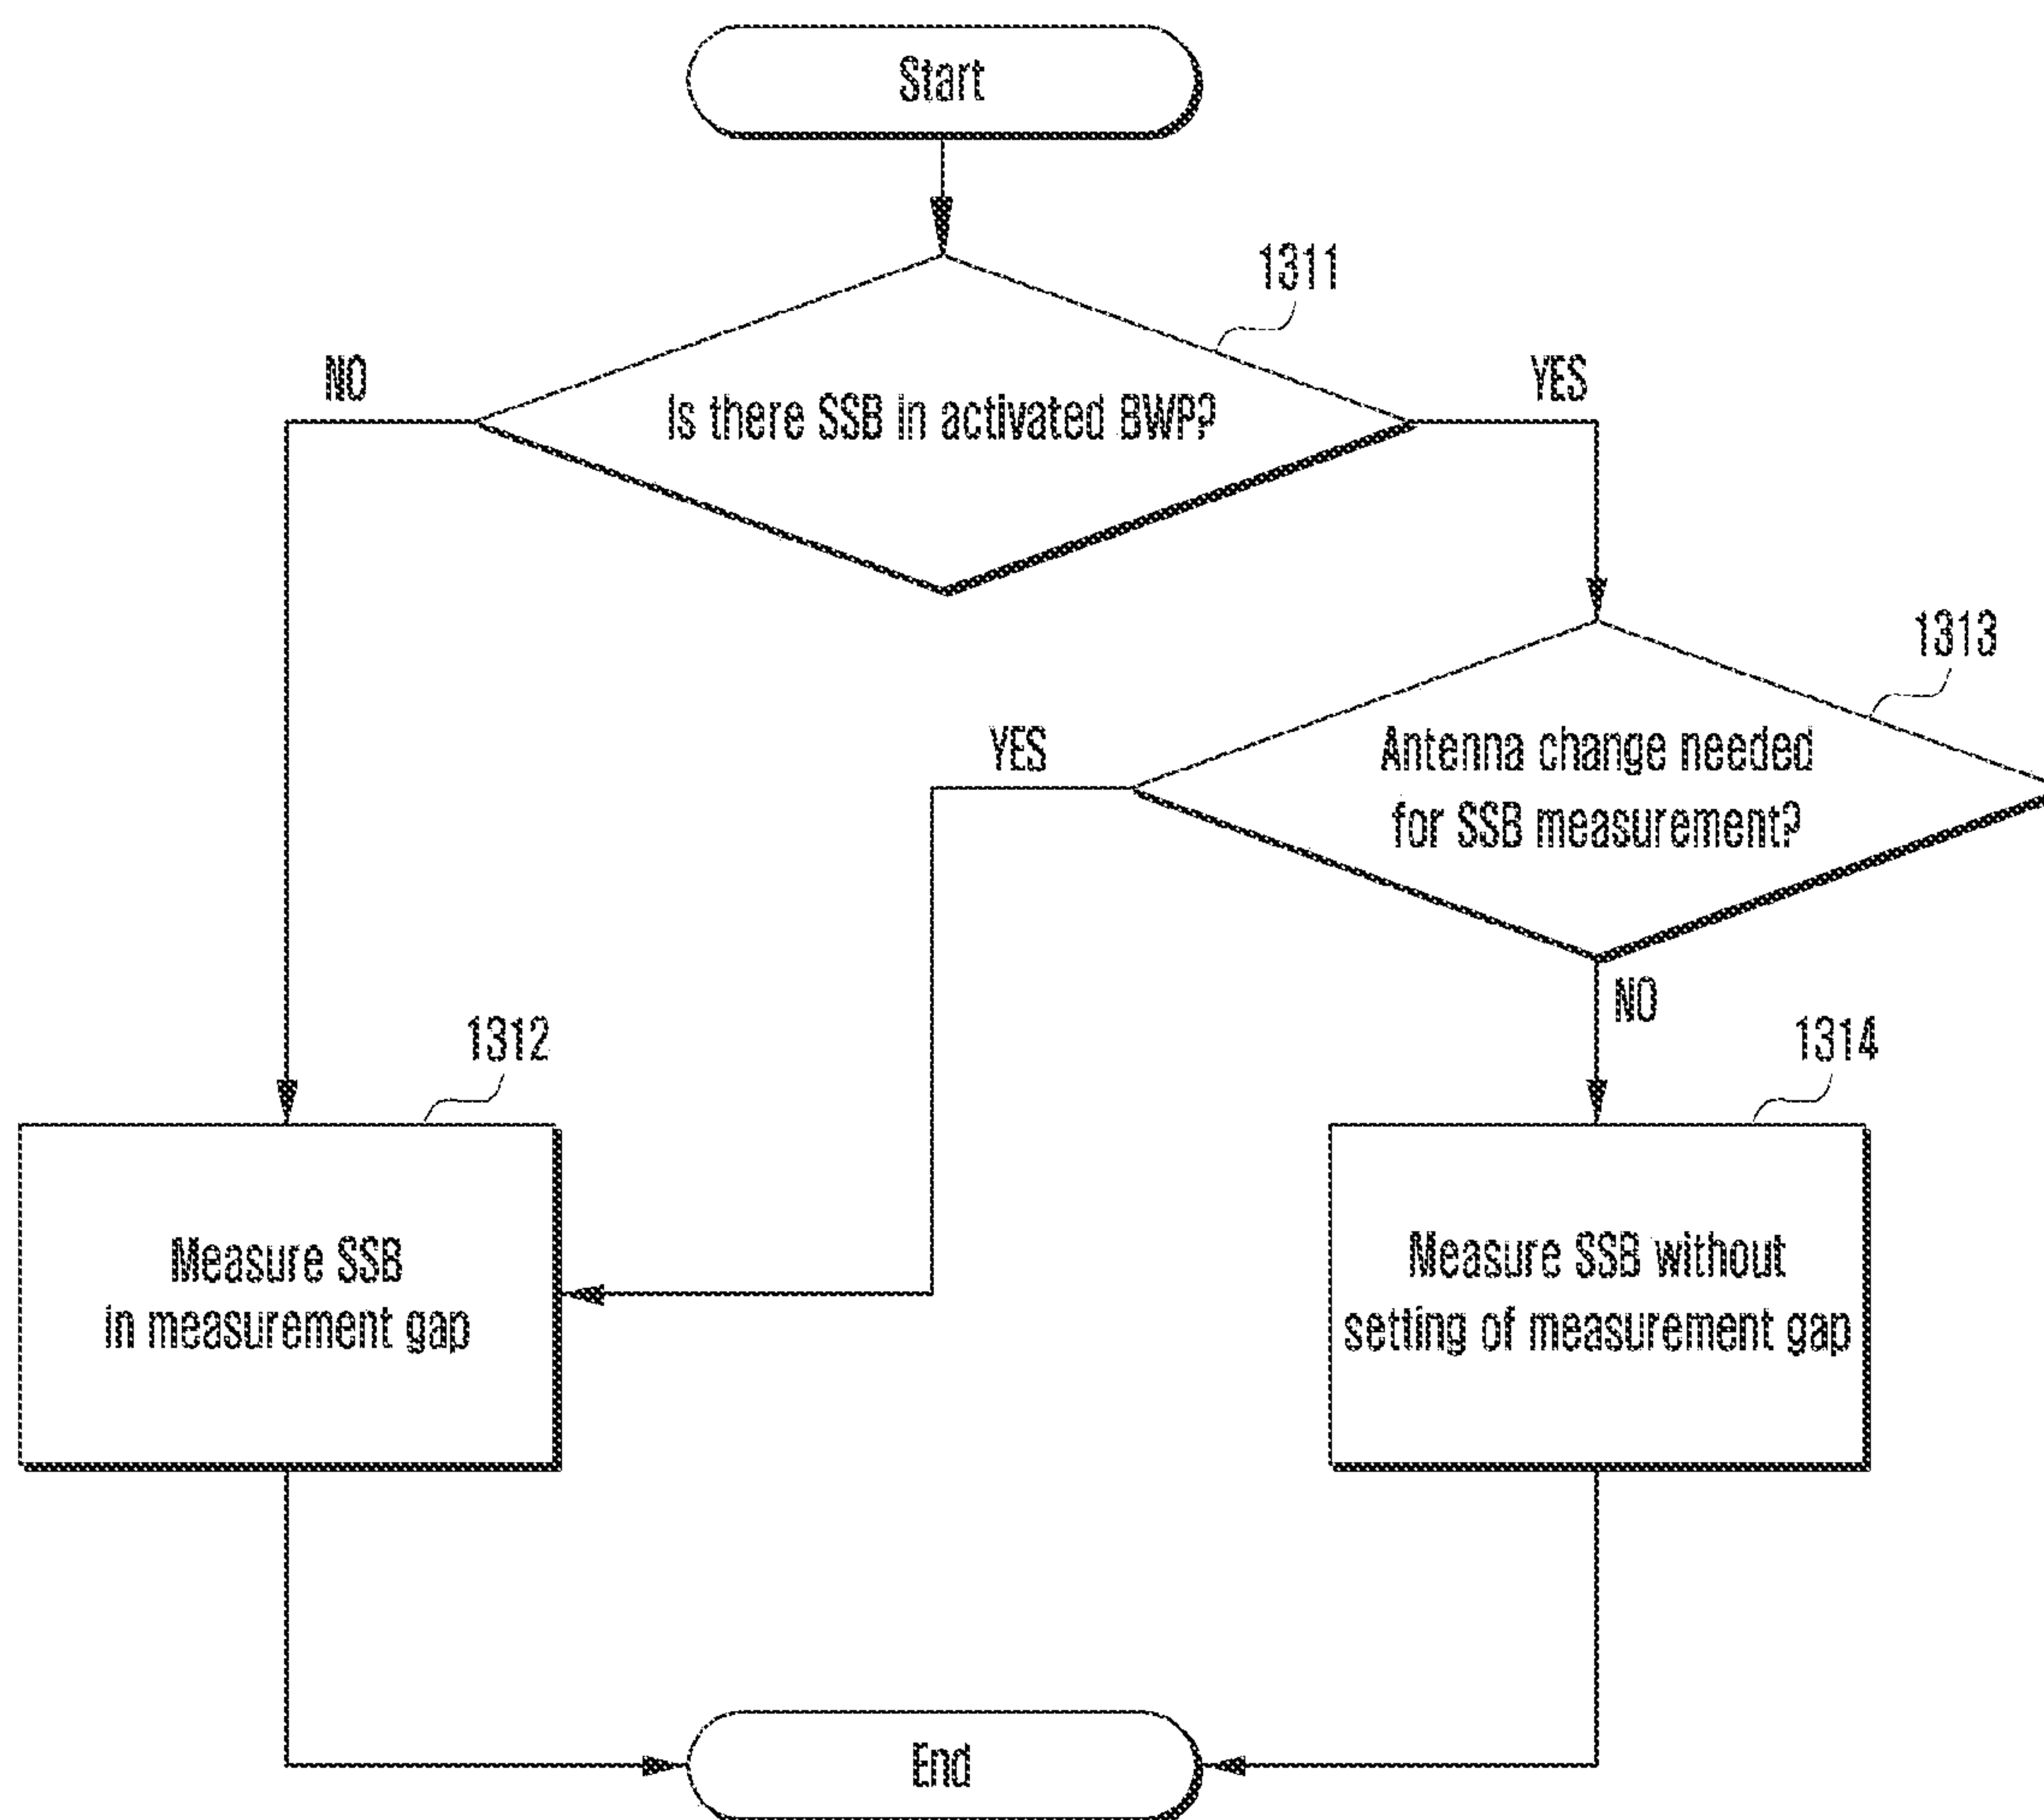 Start
1311
NO
YES
Is there SSB in activated BWP?
1313
YES
Antenna change needed
for SSB measurement?
NO
1312
1314
Measure SSB
in measurement gap
Measure SSB without
setting of measurement gap
End